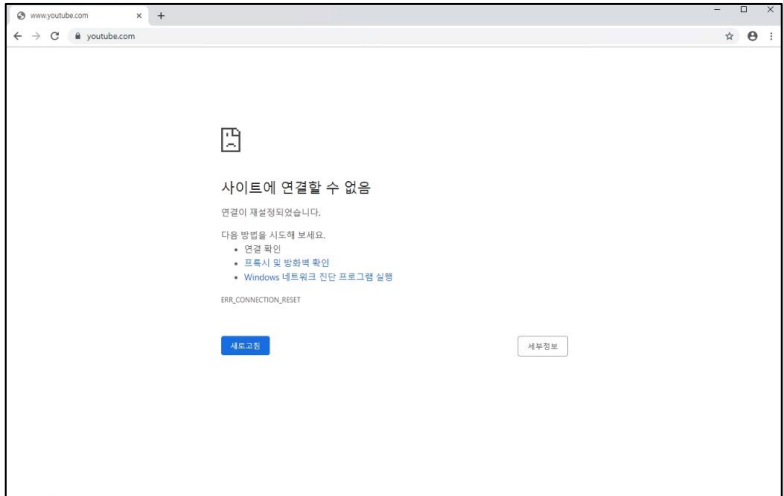 www.youtube.com
youtube.com
사이트에 연결할 수 없음
연결이 재설정되었습니다.
다음 방법을 시도해 보세요.
• 연결 확인
• 프록시 및 방화벽 확인
• Windows 네트워크 진단 프로그램 실행
ERR_CONNECTION_RESET
새로고침
세부정보